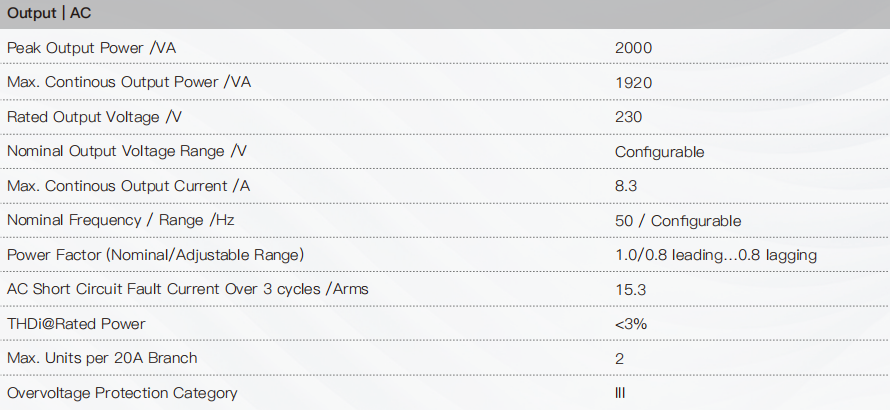 Output | AC
Peak Output Power /VA 2000
Max. Continous Output Power /VA 1920
Rated Output Voltage /V 230
Nominal Output Voltage Range /V Configurable
Max. Continous Output Current /A 8.3
Nominal Frequency / Range /Hz 50 / Configurable
Power Factor (Nominal/Adjustable Range) 1.0/0.8 leading...0.8 lagging
AC Short Circuit Fault Current Over 3 cycles /Arms 15.3
THDi@Rated Power <3%
Max. Units per 20A Branch 2
Overvoltage Protection Category III